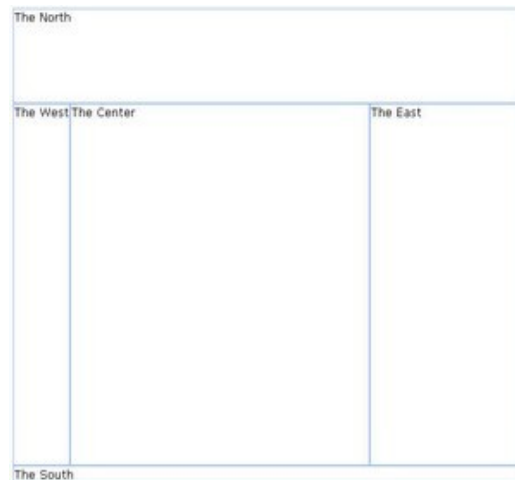 The North
The West
The Center
The East
The South